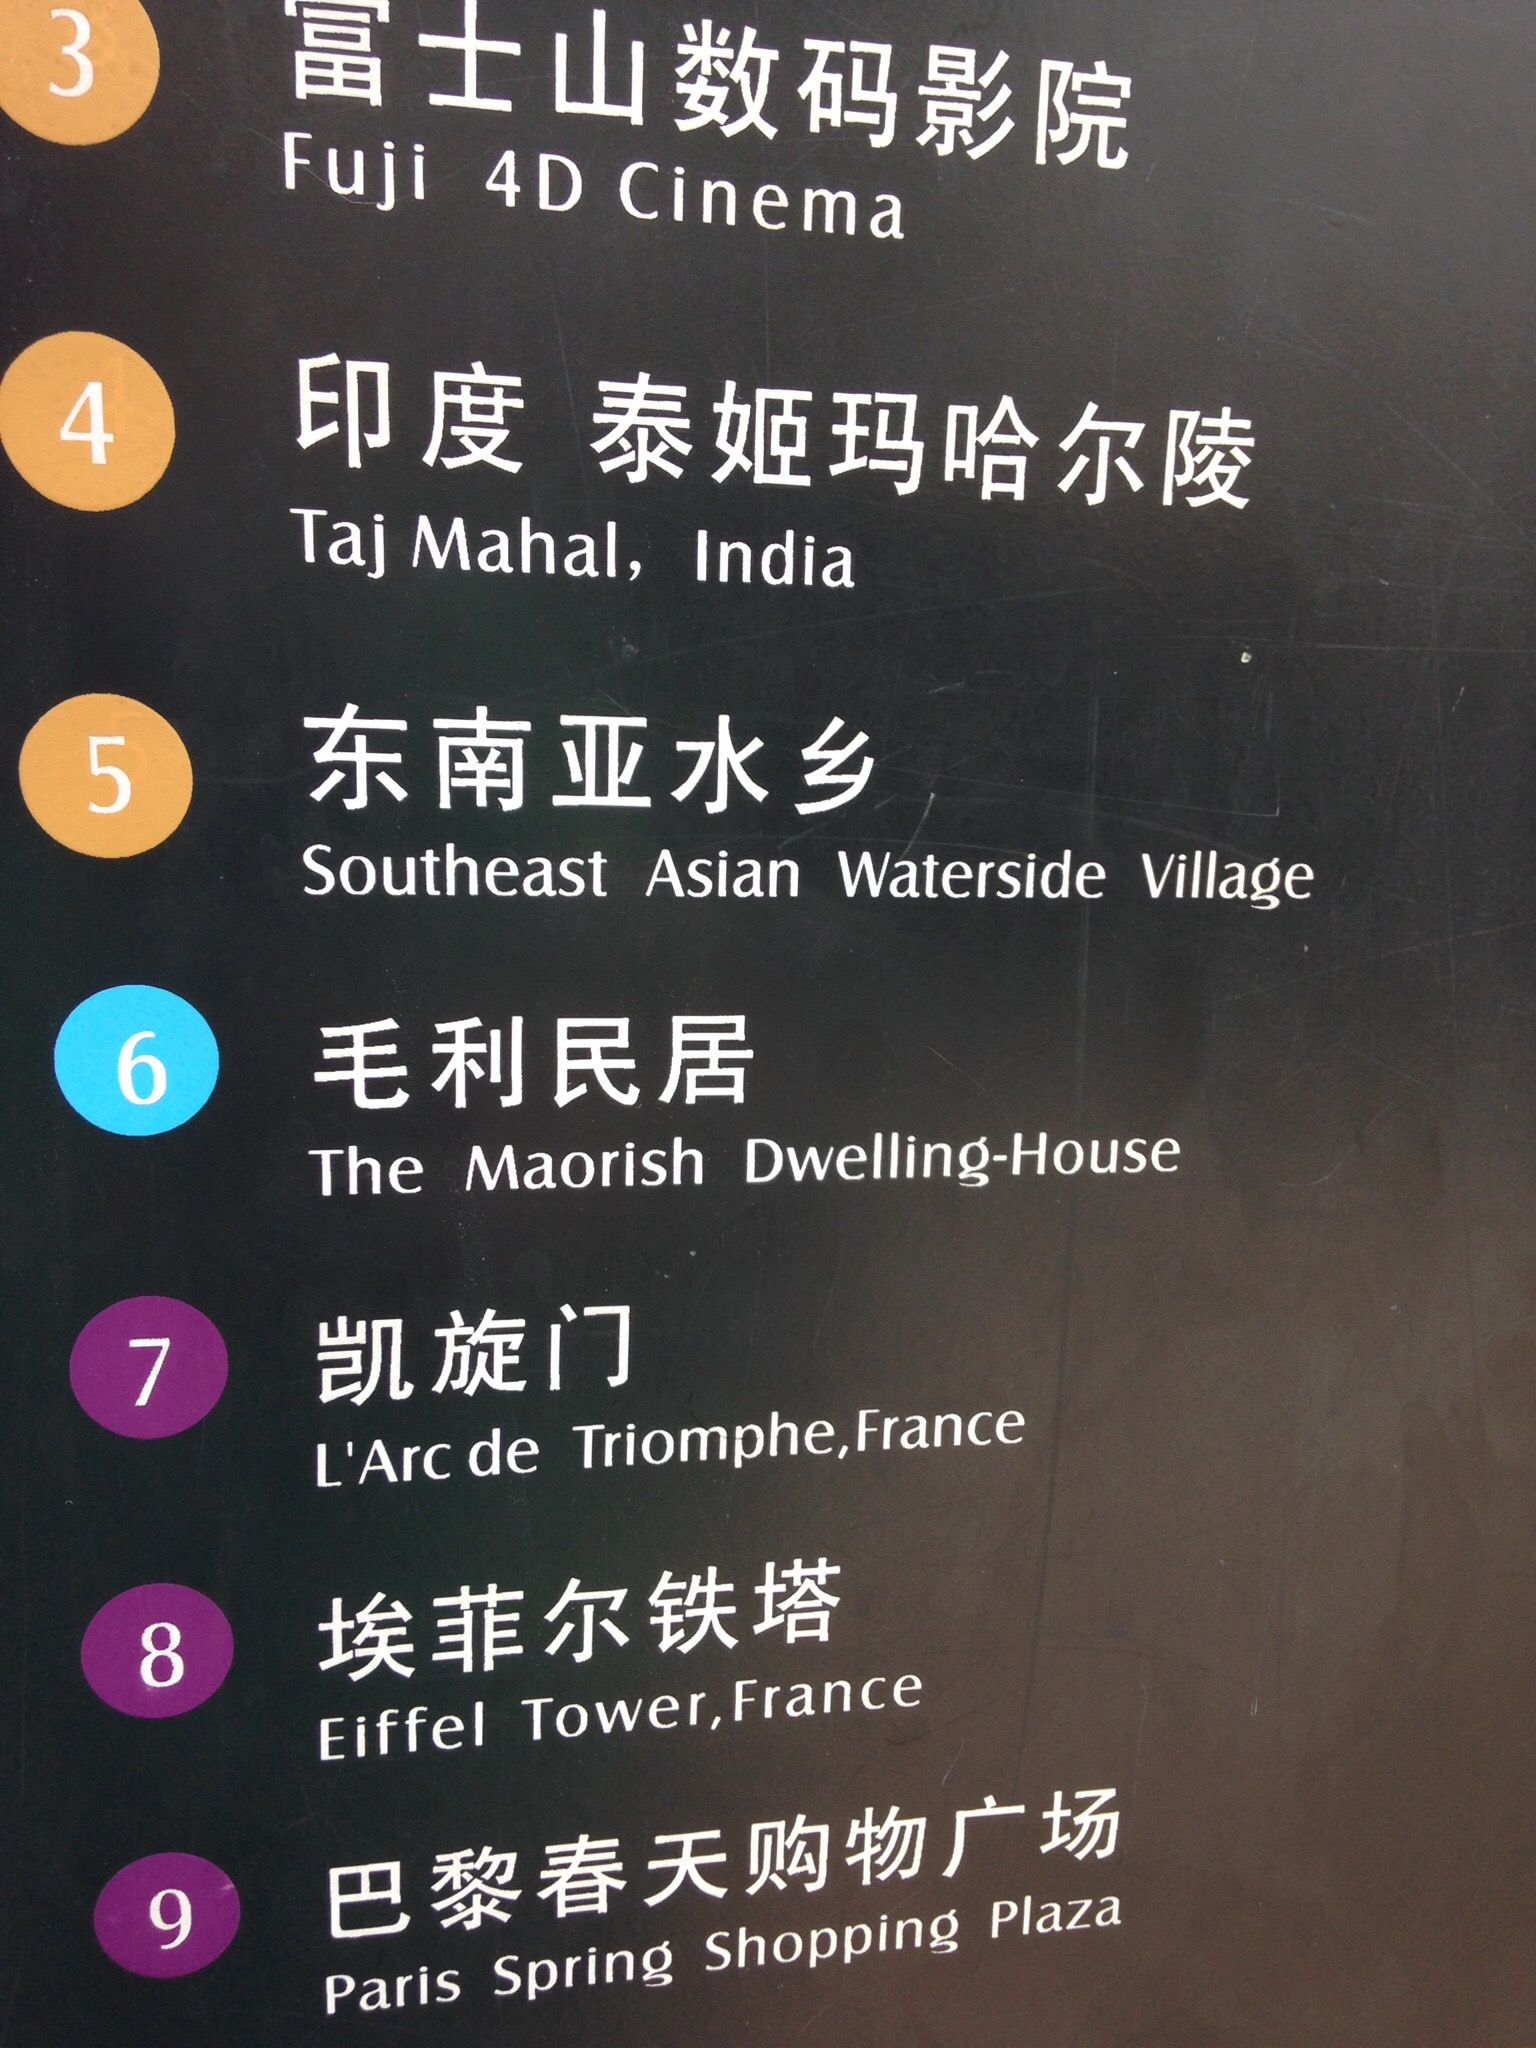 3 富士山数码影院
Fuji 4D Cinema
4 印度 泰姬玛哈尔陵
Taj Mahal, India
5 东南亚水乡
Southeast Asian Waterside Village
6 毛利民居
The Maorish Dwelling-House
7 凯旋门
L'Arc de Triomphe,France
8 埃菲尔铁塔
Eiffel Tower,France
9 巴黎春天购物广场
Paris Spring Shopping Plaza